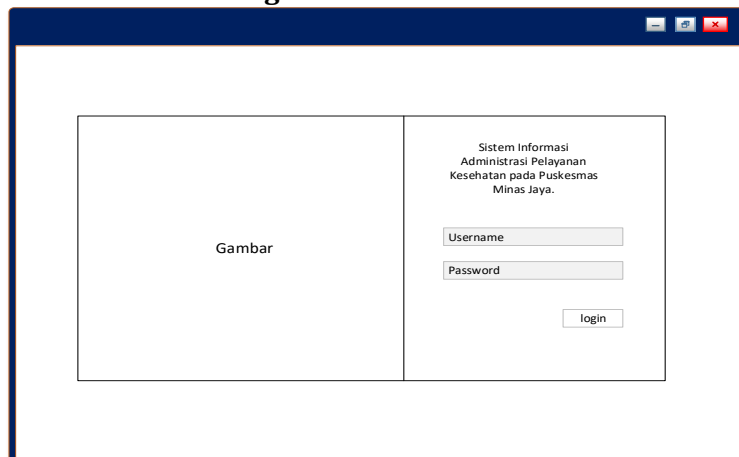 Gambar
Sistem Informasi
Administrasi Pelayanan
Kesehatan pada Puskesmas
Minas Jaya.
Username
Password
login